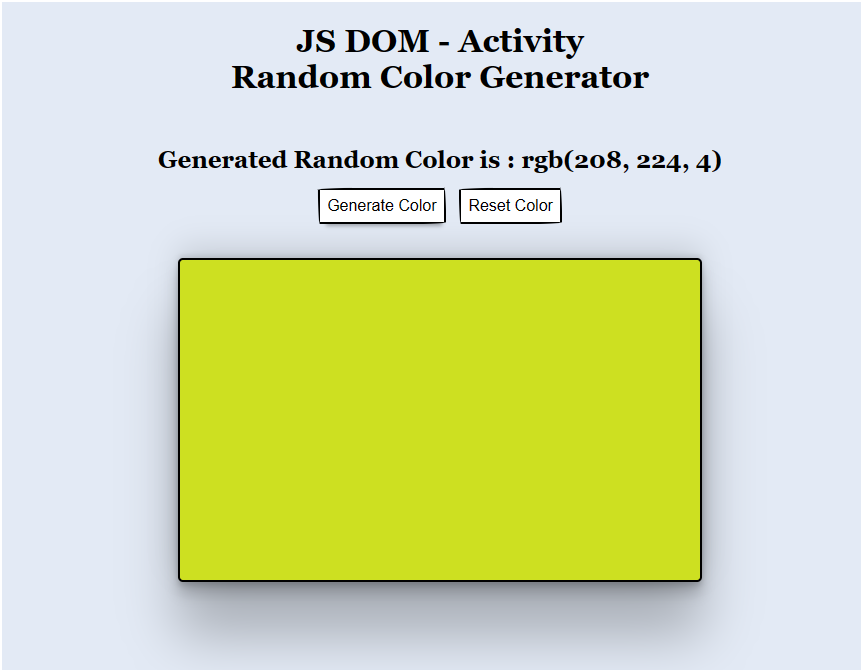 JS DOM - Activity
Random Color Generator
Generated Random Color is : rgb(208, 224, 4)
Generate Color Reset Color